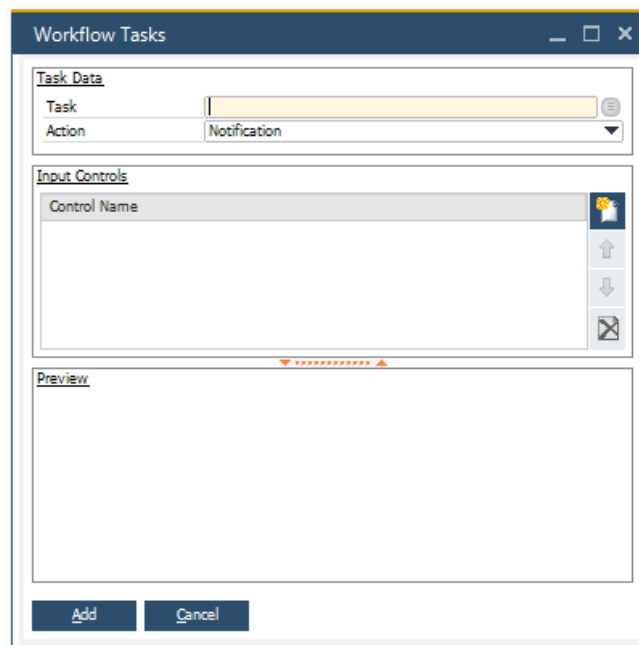 Workflow Tasks
Task Data
Task
Action Notification
Input Controls
Control Name
Preview
Add Cancel